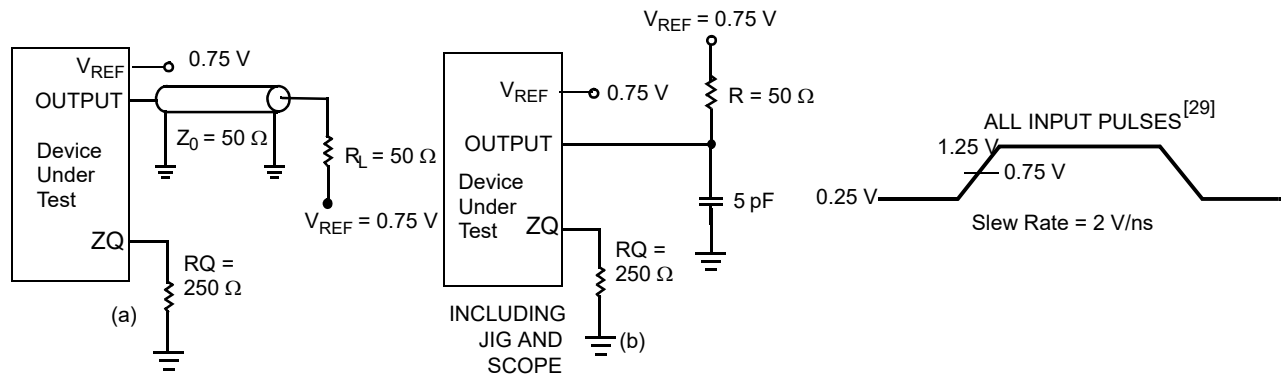 V_REF 0.75 V
OUTPUT
Z_0 = 50 Ω
Device
Under
Test
R_L = 50 Ω
V_REF = 0.75 V
ZQ
RQ =
250 Ω
(a)
V_REF = 0.75 V
R = 50 Ω
V_REF 0.75 V
OUTPUT
Device
Under
Test
5 pF
ZQ
RQ =
250 Ω
INCLUDING
JIG AND
SCOPE
(b)
ALL INPUT PULSES[29]
1.25 V
0.75 V
0.25 V
Slew Rate = 2 V/ns